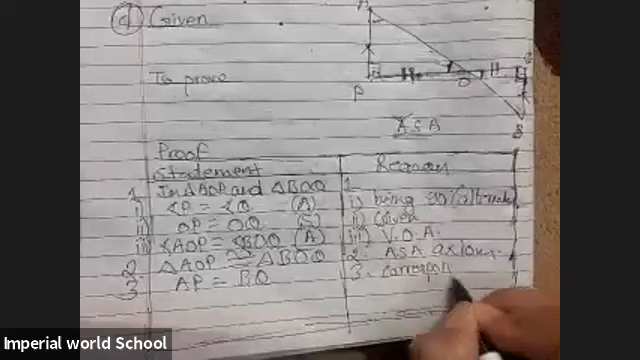 (d) Given
A
To prove
P
O
B
ASA
Proof
Statement
Reason
1 In ΔAOP and ΔBOQ
1
i) ∢P = ∢Q (A)
i) being 90°/
ii) OP = OQ (S)
ii) Given
iii) ∢AOP = ∢BOQ (A)
iii) V.O.A.
2. ΔAOP ≅ ΔBOQ
2. ASA axiom
3 AP = BQ
3. correspon
Imperial world School